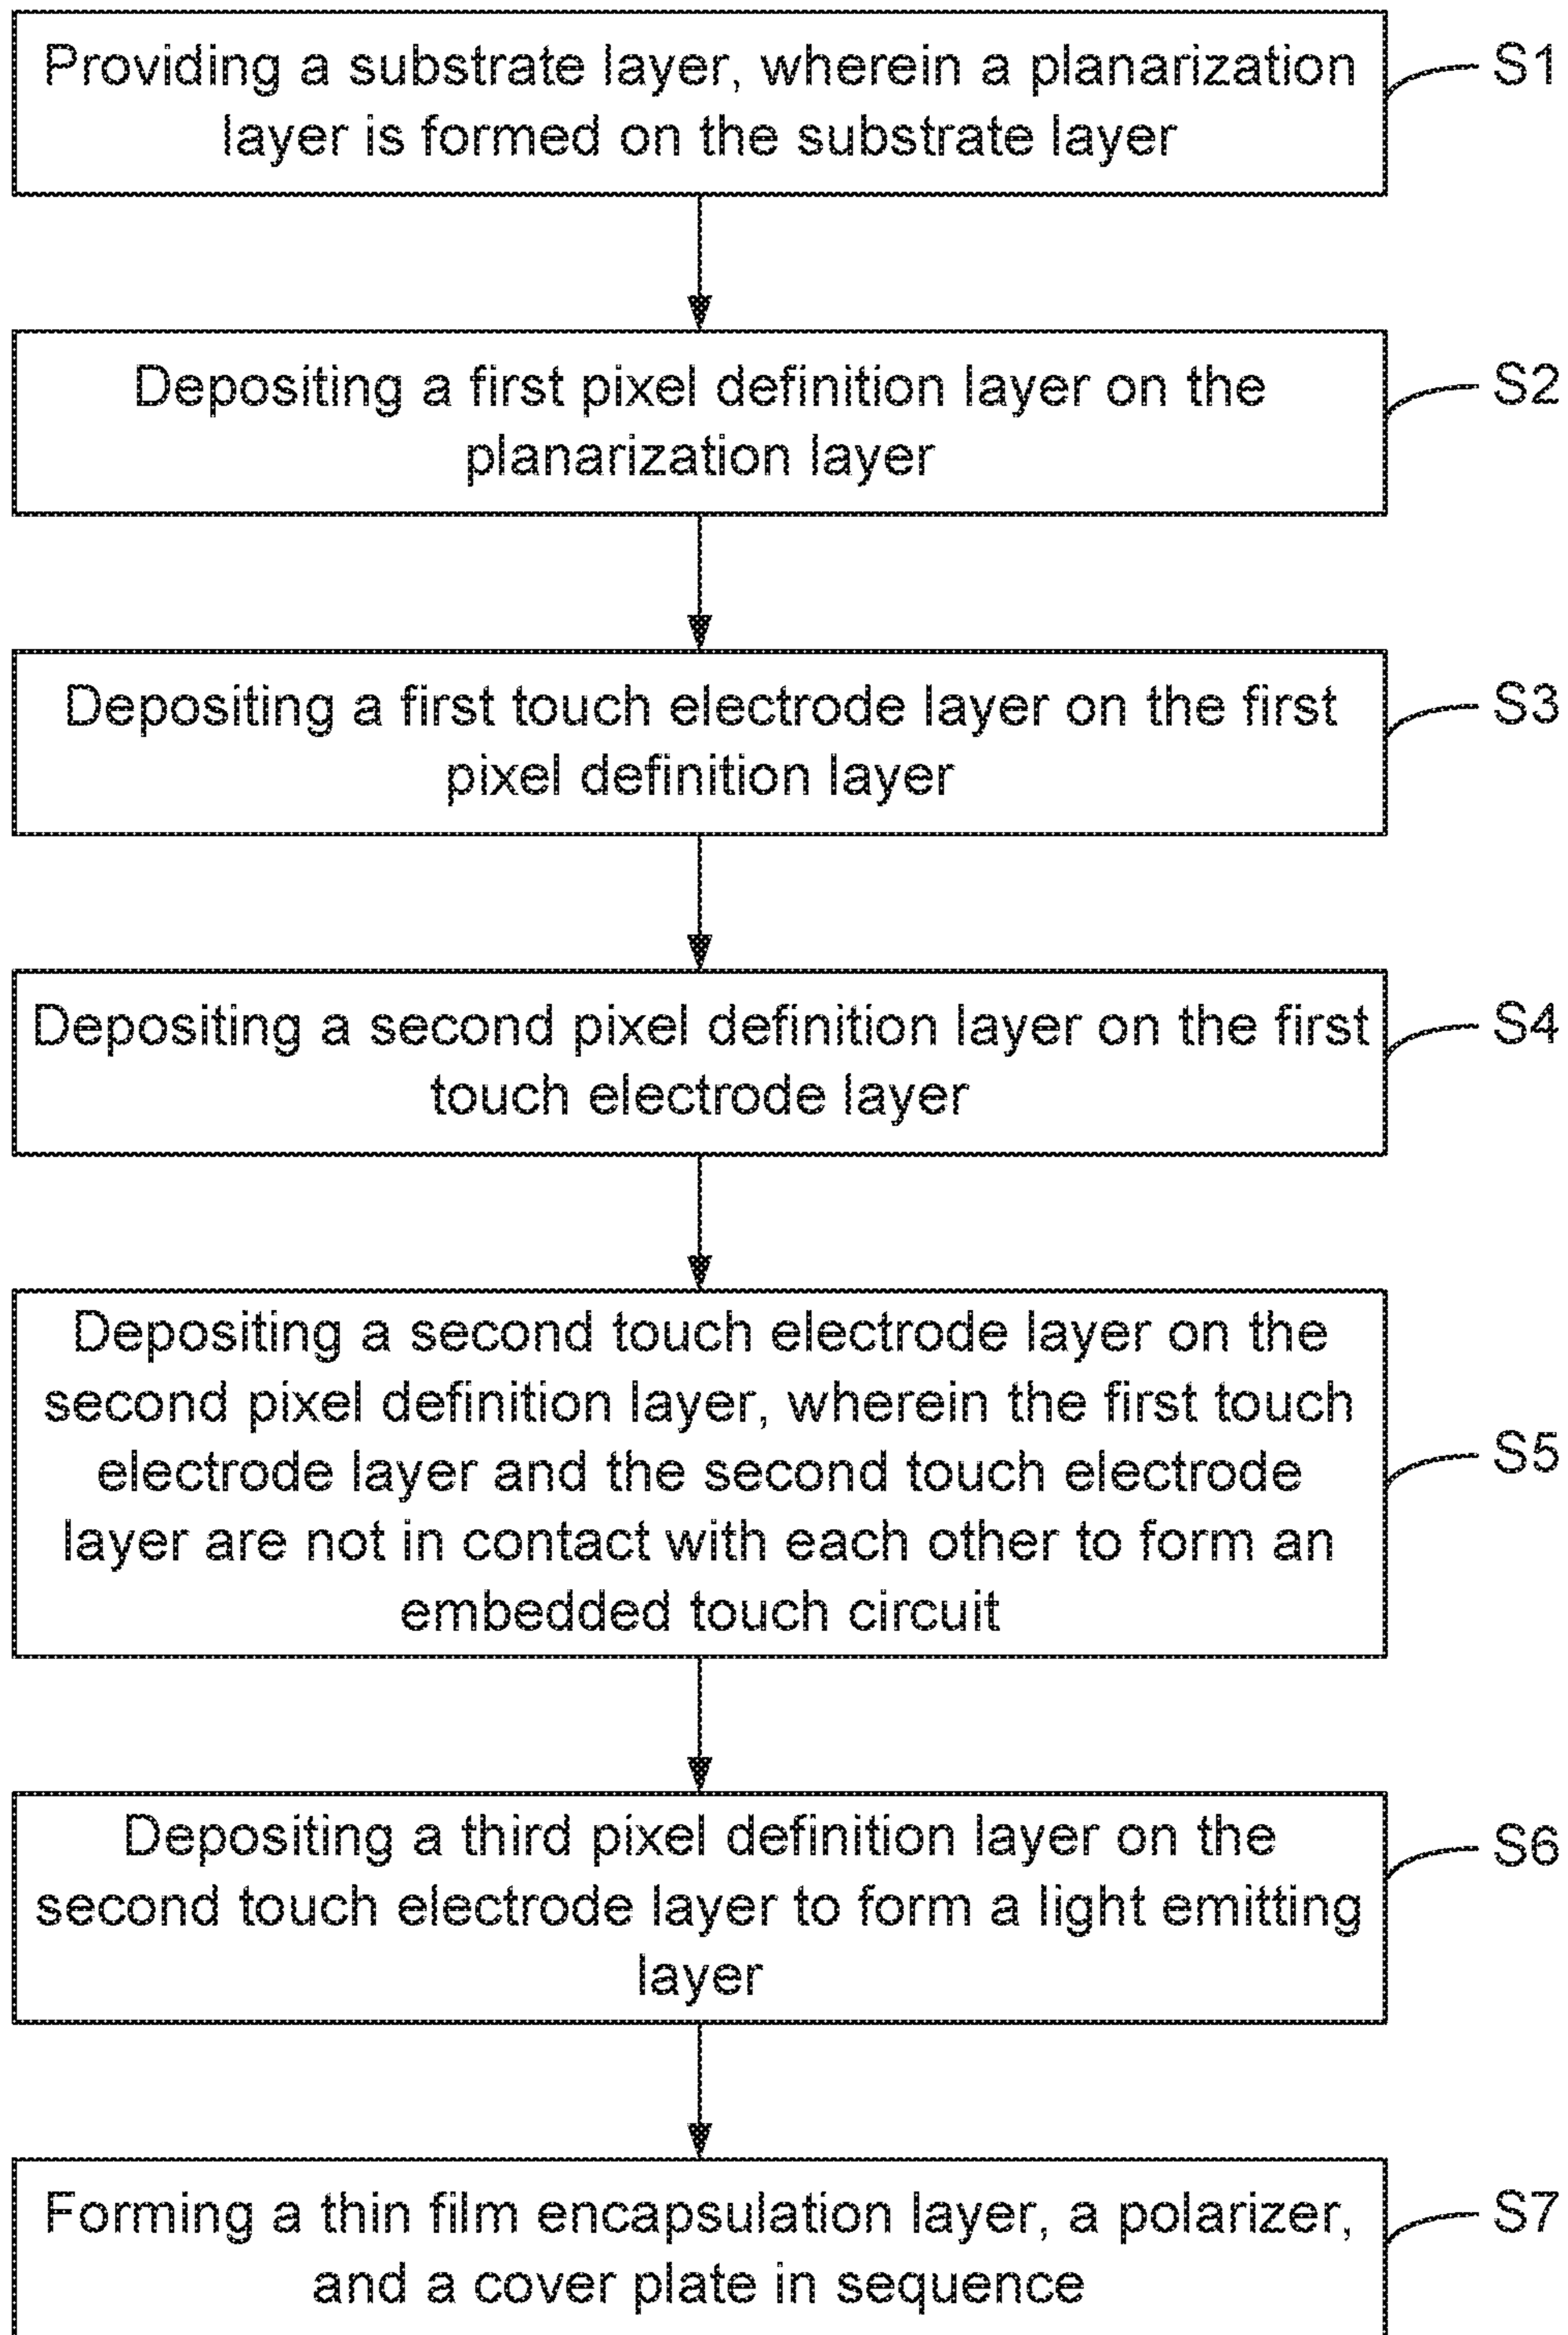 Providing a substrate layer, wherein a planarization
layer is formed on the substrate layer
S1
Depositing a first pixel definition layer on the
planarization layer
S2
Depositing a first touch electrode layer on the first
pixel definition layer
S3
Depositing a second pixel definition layer on the first
touch electrode layer
S4
Depositing a second touch electrode layer on the
second pixel definition layer, wherein the first touch
electrode layer and the second touch electrode
layer are not in contact with each other to form an
embedded touch circuit
S5
Depositing a third pixel definition layer on the
second touch electrode layer to form a light emitting
layer
S6
Forming a thin film encapsulation layer, a polarizer,
and a cover plate in sequence
S7